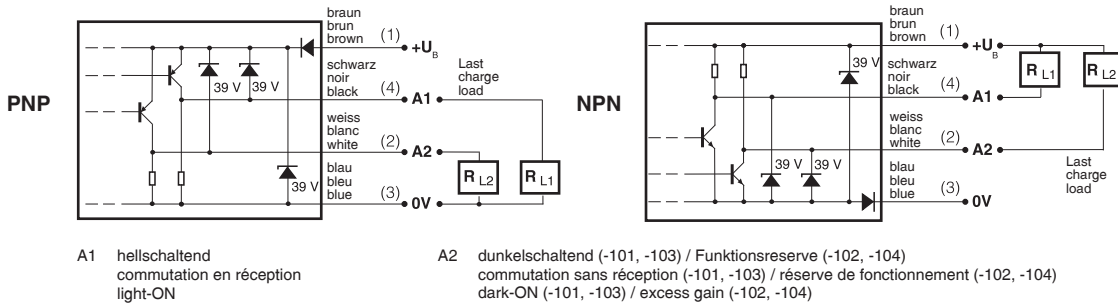 PNP
39 V
39 V
39 V
braun
brun
brown
(1)
+U_B
schwarz
noir
black
(4)
A1
weiss
blanc
white
(2)
A2
blau
bleu
blue
(3)
0V
Last
charge
load
R L2
R L1
NPN
39 V
39 V
39 V
braun
brun
brown
(1)
+U_B
schwarz
noir
black
(4)
A1
weiss
blanc
white
(2)
A2
blau
bleu
blue
(3)
0V
R L1
R L2
Last
charge
load
A1 hellschaltend
commutation en réception
light-ON
A2 dunkelschaltend (-101, -103) / Funktionsreserve (-102, -104)
commutation sans réception (-101, -103) / réserve de fonctionnement (-102, -104)
dark-ON (-101, -103) / excess gain (-102, -104)